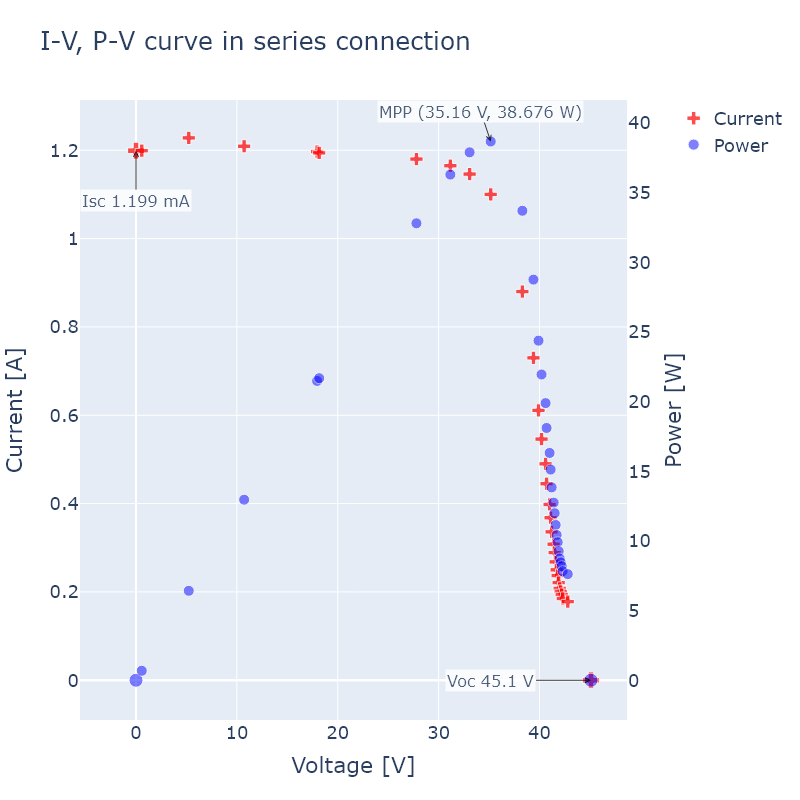 I-V, P-V curve in series connection
MPP (35.16 V, 38.676 W)
Isc 1.199 mA
Voc 45.1 V
Current
Power
Current [A]
1.2
1
0.8
0.6
0.4
0.2
0
Power [W]
40
35
30
25
20
15
10
5
0
0
10
20
30
40
Voltage [V]